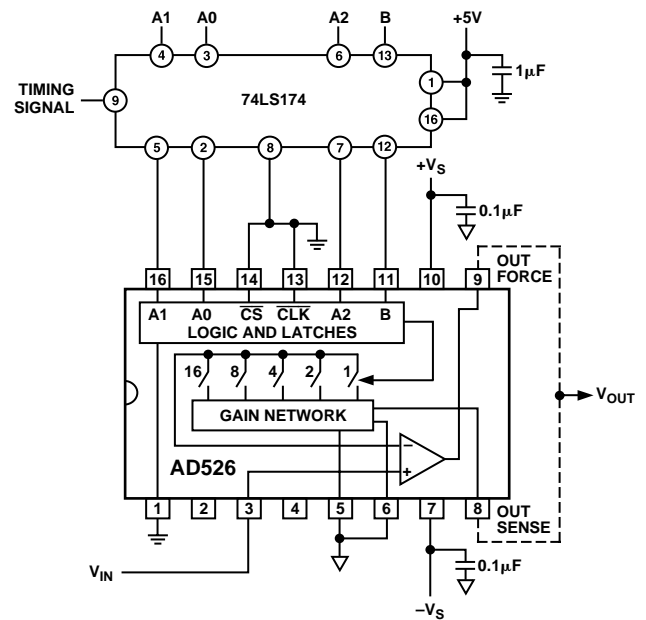 A1 A0 A2 B +5V
4 3 6 13
1µF
1
TIMING
SIGNAL
9
74LS174
16
5 2 8 7 12
+VS
0.1µF
OUT
FORCE
16 15 14 13 12 11 10 9
A1 A0 CS CLK A2 B
LOGIC AND LATCHES
16 8 4 2 1
VOUT
GAIN NETWORK
–
AD526
+
1 2 3 4 5 6 7 8
OUT
SENSE
VIN
0.1µF
–VS